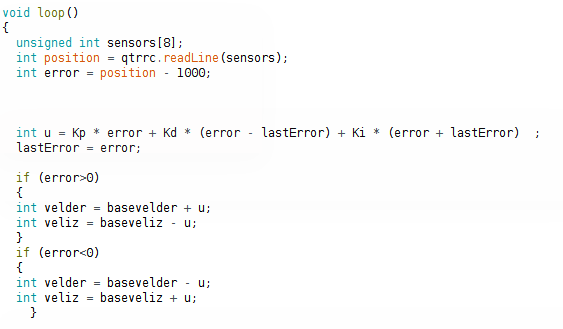 void loop()
{
  unsigned int sensors[8];
  int position = qtrrc.readLine(sensors);
  int error = position - 1000;
  int u = Kp * error + Kd * (error - lastError) + Ki * (error + lastError)  ;
  lastError = error;
  if (error>0)
  {
  int velder = basevelder + u;
  int veliz = baseveliz - u;
  }
  if (error<0)
  {
  int velder = basevelder - u;
  int veliz = baseveliz + u;
    }